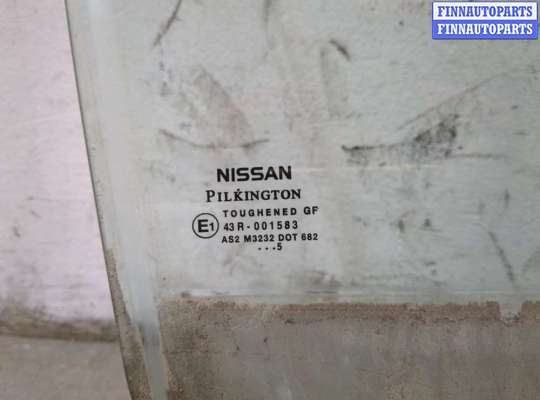 FINNAUTOPARTS
FINNAUTOPARTS
NISSAN
PILKINGTON
TOUGHENED GF
E1 43R-001583
AS2 M3232 DOT 682
...5